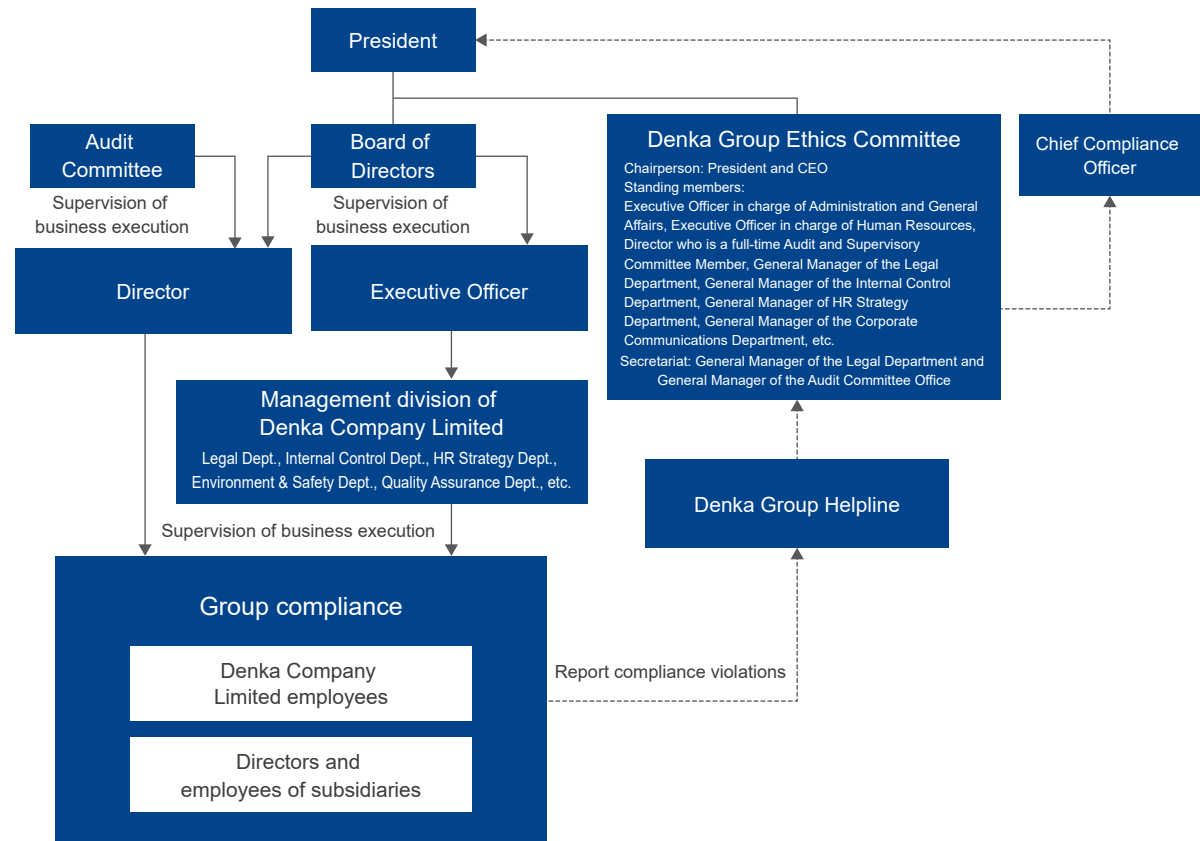 President
Audit
Committee
Board of
Directors
Supervision of
business execution
Supervision of
business execution
Director
Executive Officer
Management division of
Denka Company Limited
Legal Dept., Internal Control Dept., HR Strategy Dept.,
Environment & Safety Dept., Quality Assurance Dept., etc.
Supervision of business execution
Group compliance
Denka Company
Limited employees
Directors and
employees of subsidiaries
Report compliance violations
Denka Group Helpline
Denka Group Ethics Committee
Chairperson: President and CEO
Standing members:
Executive Officer in charge of Administration and General
Affairs, Executive Officer in charge of Human Resources,
Director who is a full-time Audit and Supervisory
Committee Member, General Manager of the Legal
Department, General Manager of the Internal Control
Department, General Manager of HR Strategy
Department, General Manager of the Corporate
Communications Department, etc.
Secretariat: General Manager of the Legal Department and
General Manager of the Audit Committee Office
Chief Compliance
Officer